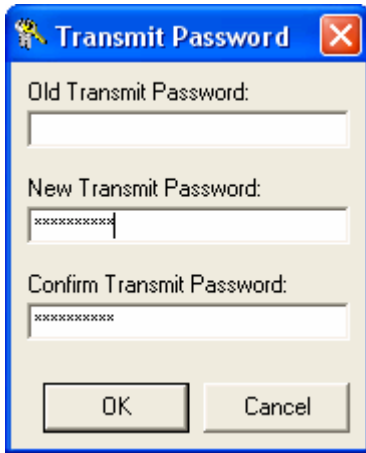 Transmit Password
Old Transmit Password:
New Transmit Password:
**********
Confirm Transmit Password:
**********
OK Cancel